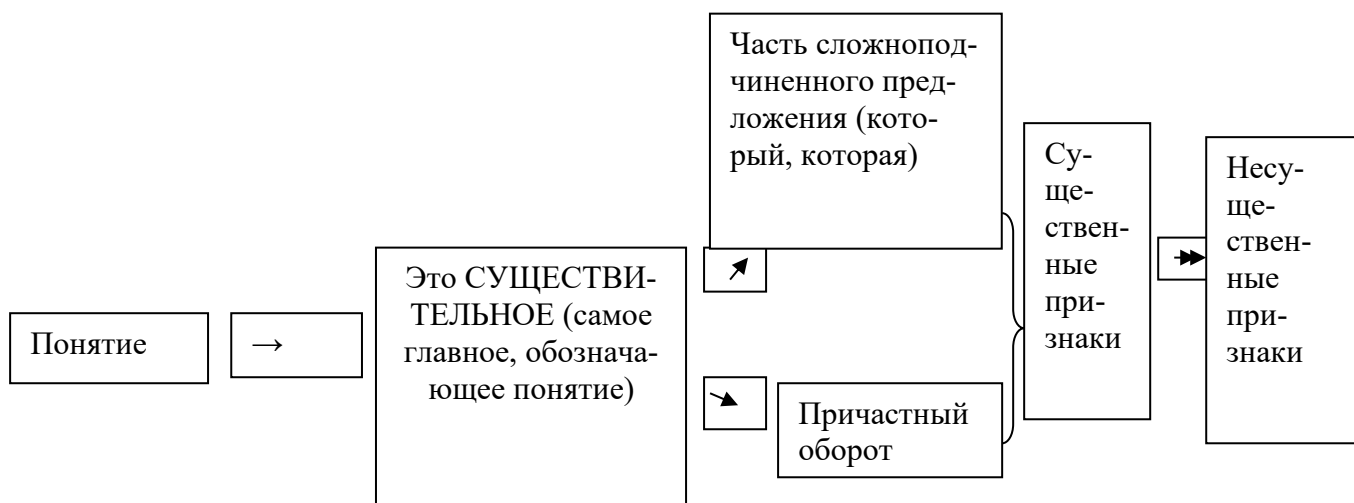 Понятие
→
Это СУЩЕСТВИ-
ТЕЛЬНОЕ (самое
главное, обознача-
ющее понятие)
Часть сложнопод-
чиненного пред-
ложения (кото-
рый, которая)
Причастный
оборот
Су-
ще-
ствен-
ные
при-
знаки
Несу-
ще-
ствен-
ные
при-
знаки